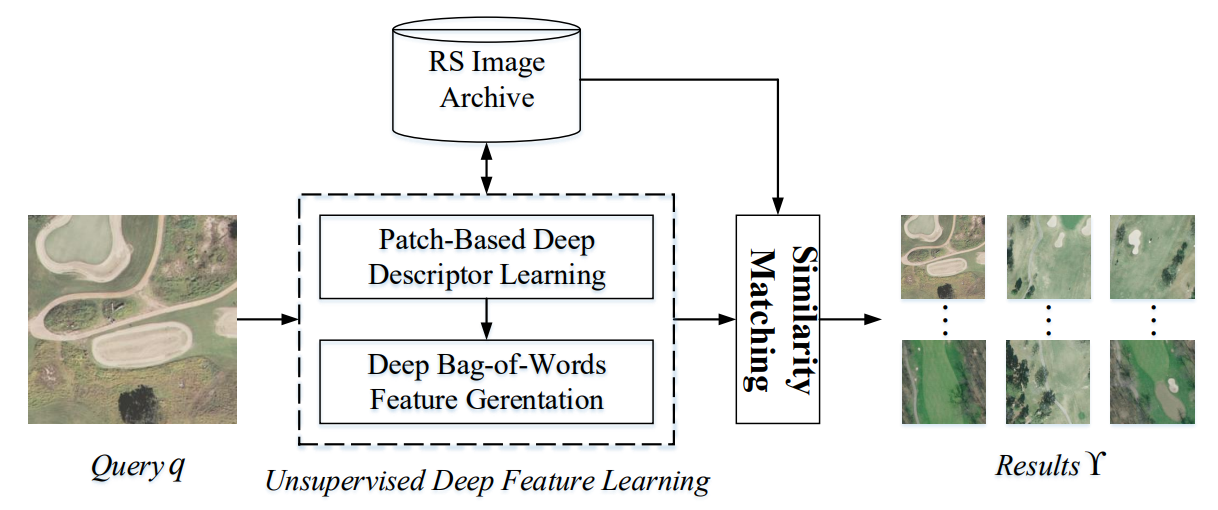 RS Image
Archive
Patch-Based Deep
Descriptor Learning
Deep Bag-of-Words
Feature Gerentation
Similarity
Matching
Query q
Unsupervised Deep Feature Learning
Results ϒ